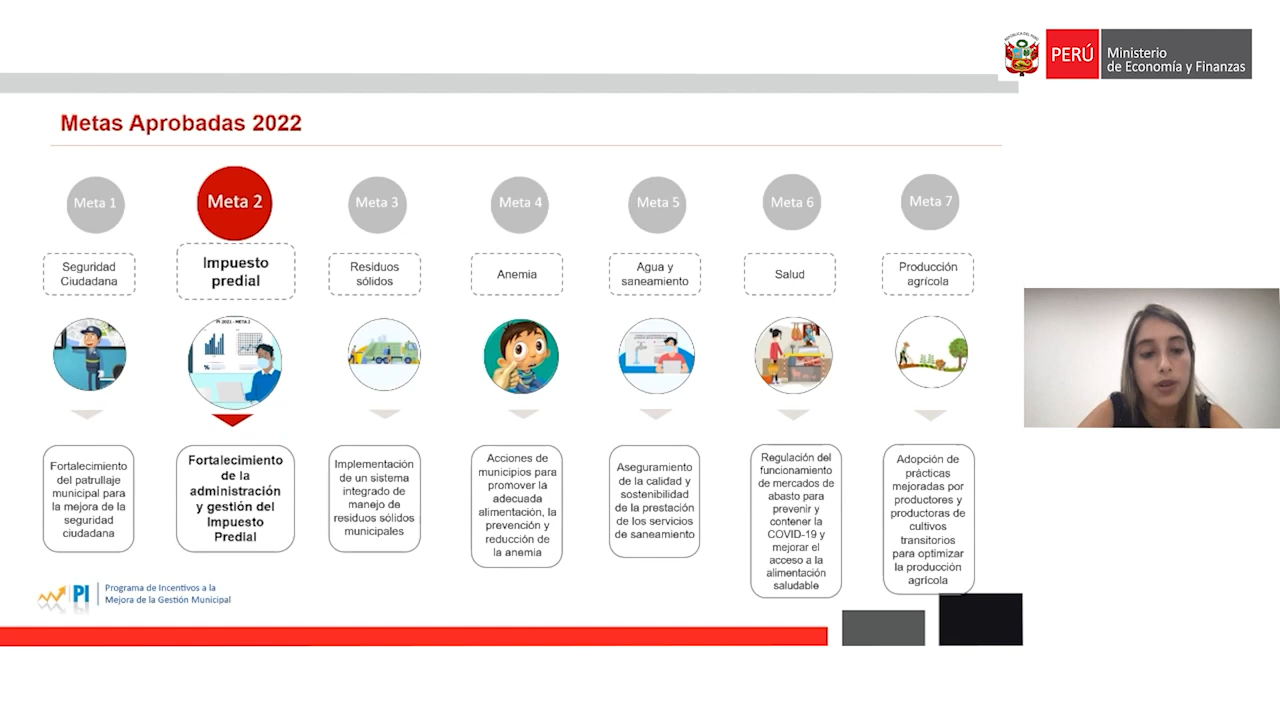 REPÚBLICA DEL PERÚ
PERÚ
Ministerio
de Economía y Finanzas
Metas Aprobadas 2022
Meta 1
Meta 2
Meta 3
Meta 4
Meta 5
Meta 6
Meta 7
Seguridad
Ciudadana
Impuesto
predial
Residuos
sólidos
Anemia
Agua y
saneamiento
Salud
Producción
agrícola
PI 2021 - META 2
%
Fortalecimiento
del patrullaje
municipal para
la mejora de la
seguridad
ciudadana
Fortalecimiento
de la
administración
y gestión del
Impuesto
Predial
Implementación
de un sistema
integrado de
manejo de
residuos sólidos
municipales
Acciones de
municipios para
promover la
adecuada
alimentación, la
prevención y
reducción de
la anemia
Aseguramiento
de la calidad y
sostenibilidad
de la prestación
de los servicios
de saneamiento
Regulación del
funcionamiento
de mercados de
abasto para
prevenir y
contener la
COVID-19 y
mejorar el
acceso a la
alimentación
saludable
Adopción de
prácticas
mejoradas por
productores y
productoras de
cultivos
transitorios
para optimizar
la producción
agrícola
PI
Programa de Incentivos a la
Mejora de la Gestión Municipal